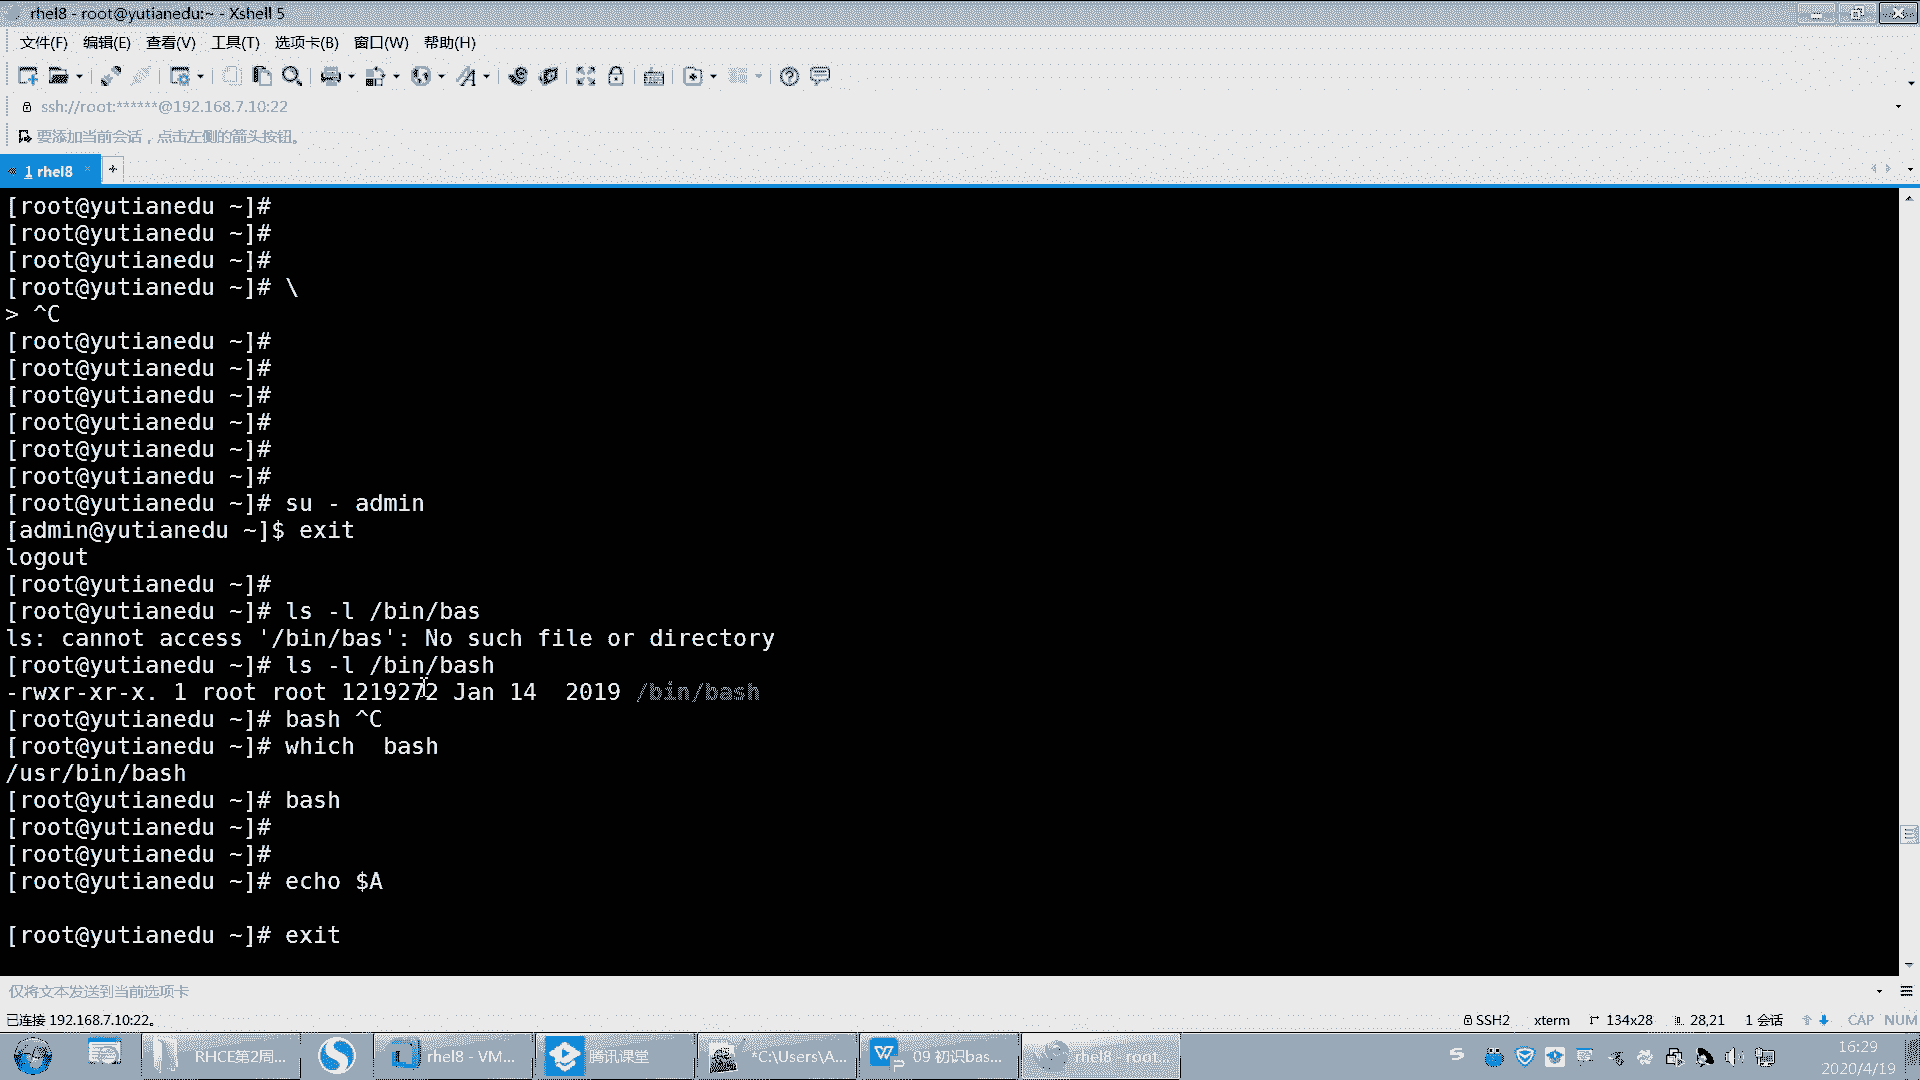 rhel8 - root@yutianedu:~ - Xshell 5
文件(F) 编辑(E) 查看(V) 工具(T) 选项卡(B) 窗口(W) 帮助(H)
ssh://root:******@192.168.7.10:22
要添加当前会话，点击左侧的箭头按钮。
1 rhel8
[root@yutianedu ~]#
[root@yutianedu ~]#
[root@yutianedu ~]#
[root@yutianedu ~]# \
> ^C
[root@yutianedu ~]#
[root@yutianedu ~]#
[root@yutianedu ~]#
[root@yutianedu ~]#
[root@yutianedu ~]#
[root@yutianedu ~]#
[root@yutianedu ~]# su - admin
[admin@yutianedu ~]$ exit
logout
[root@yutianedu ~]#
[root@yutianedu ~]# ls -l /bin/bas
ls: cannot access '/bin/bas': No such file or directory
[root@yutianedu ~]# ls -l /bin/bash
-rwxr-xr-x. 1 root root 1219272 Jan 14  2019 /bin/bash
[root@yutianedu ~]# bash ^C
[root@yutianedu ~]# which  bash
/usr/bin/bash
[root@yutianedu ~]# bash
[root@yutianedu ~]#
[root@yutianedu ~]#
[root@yutianedu ~]# echo $A
[root@yutianedu ~]# exit
仅将文本发送到当前选项卡
已连接 192.168.7.10:22。 SSH2 xterm 134x28 28,21 1 会话 CAP NUM
RHCE第2周... rhel8 - VM... 腾讯课堂 *C:\Users\A... 09 初识bas... rhel8 - root... 16:29
2020/4/19